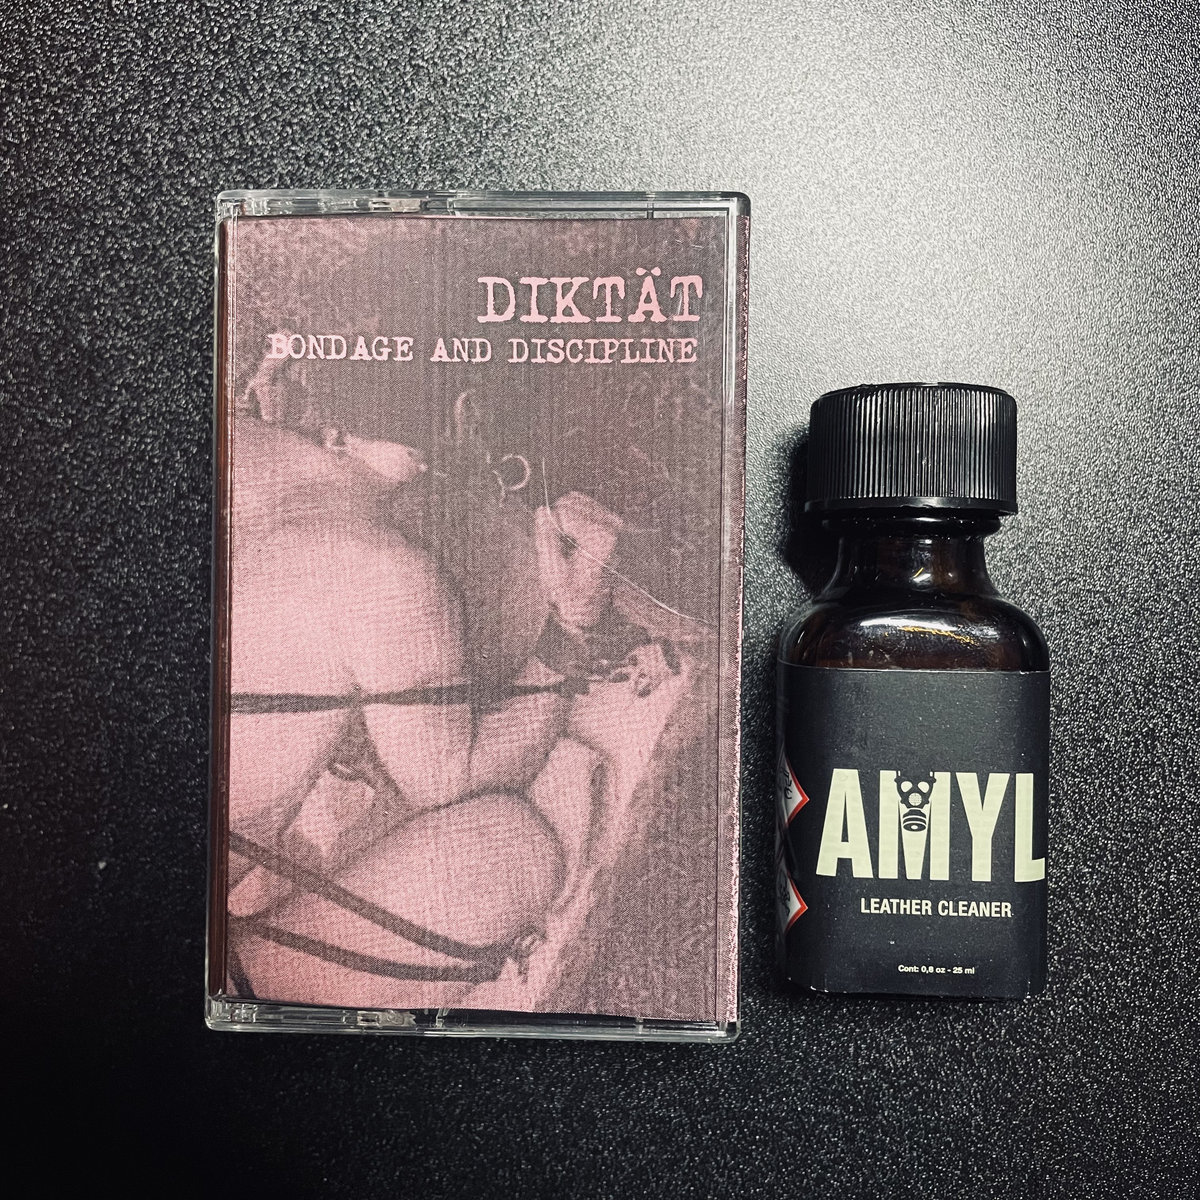 DIKTÄT
BONDAGE AND DISCIPLINE
AMYL
LEATHER CLEANER
Cont: 0,8 oz - 25 ml